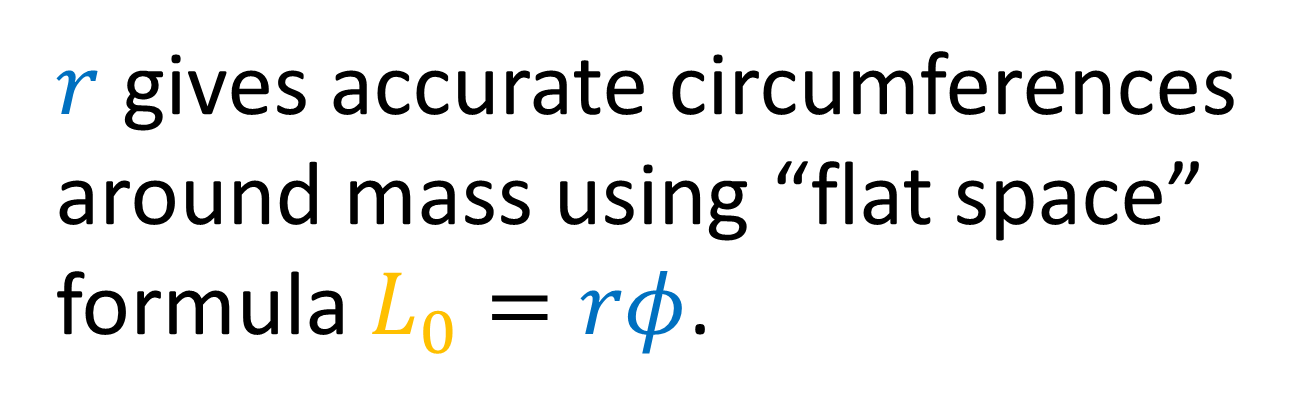 r gives accurate circumferences
around mass using “flat space”
formula L₀ = rϕ.